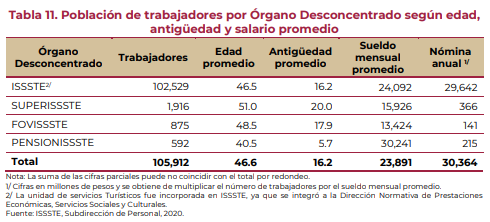 Tabla 11. Población de trabajadores por Órgano Desconcentrado según edad,
antigüedad y salario promedio
Órgano Desconcentrado Trabajadores Edad promedio Antigüedad promedio Sueldo mensual promedio Nómina anual 1/
ISSSTE2/ 102,529 46.5 16.2 24,092 29,642
SUPERISSSTE 1,916 51.0 20.0 15,926 366
FOVISSSTE 875 48.5 17.9 13,424 141
PENSIONISSSTE 592 40.5 5.7 30,241 215
Total 105,912 46.6 16.2 23,891 30,364
Nota: La suma de las cifras parciales puede no coincidir con el total por redondeo.
1/ Cifras en millones de pesos y se obtiene de multiplicar el número de trabajadores por el sueldo mensual promedio.
2/ La unidad de servicios Turísticos fue incorporada en ISSSTE, ya que se integró a la Dirección Normativa de Prestaciones
Económicas, Servicios Sociales y Culturales.
Fuente: ISSSTE, Subdirección de Personal, 2020.